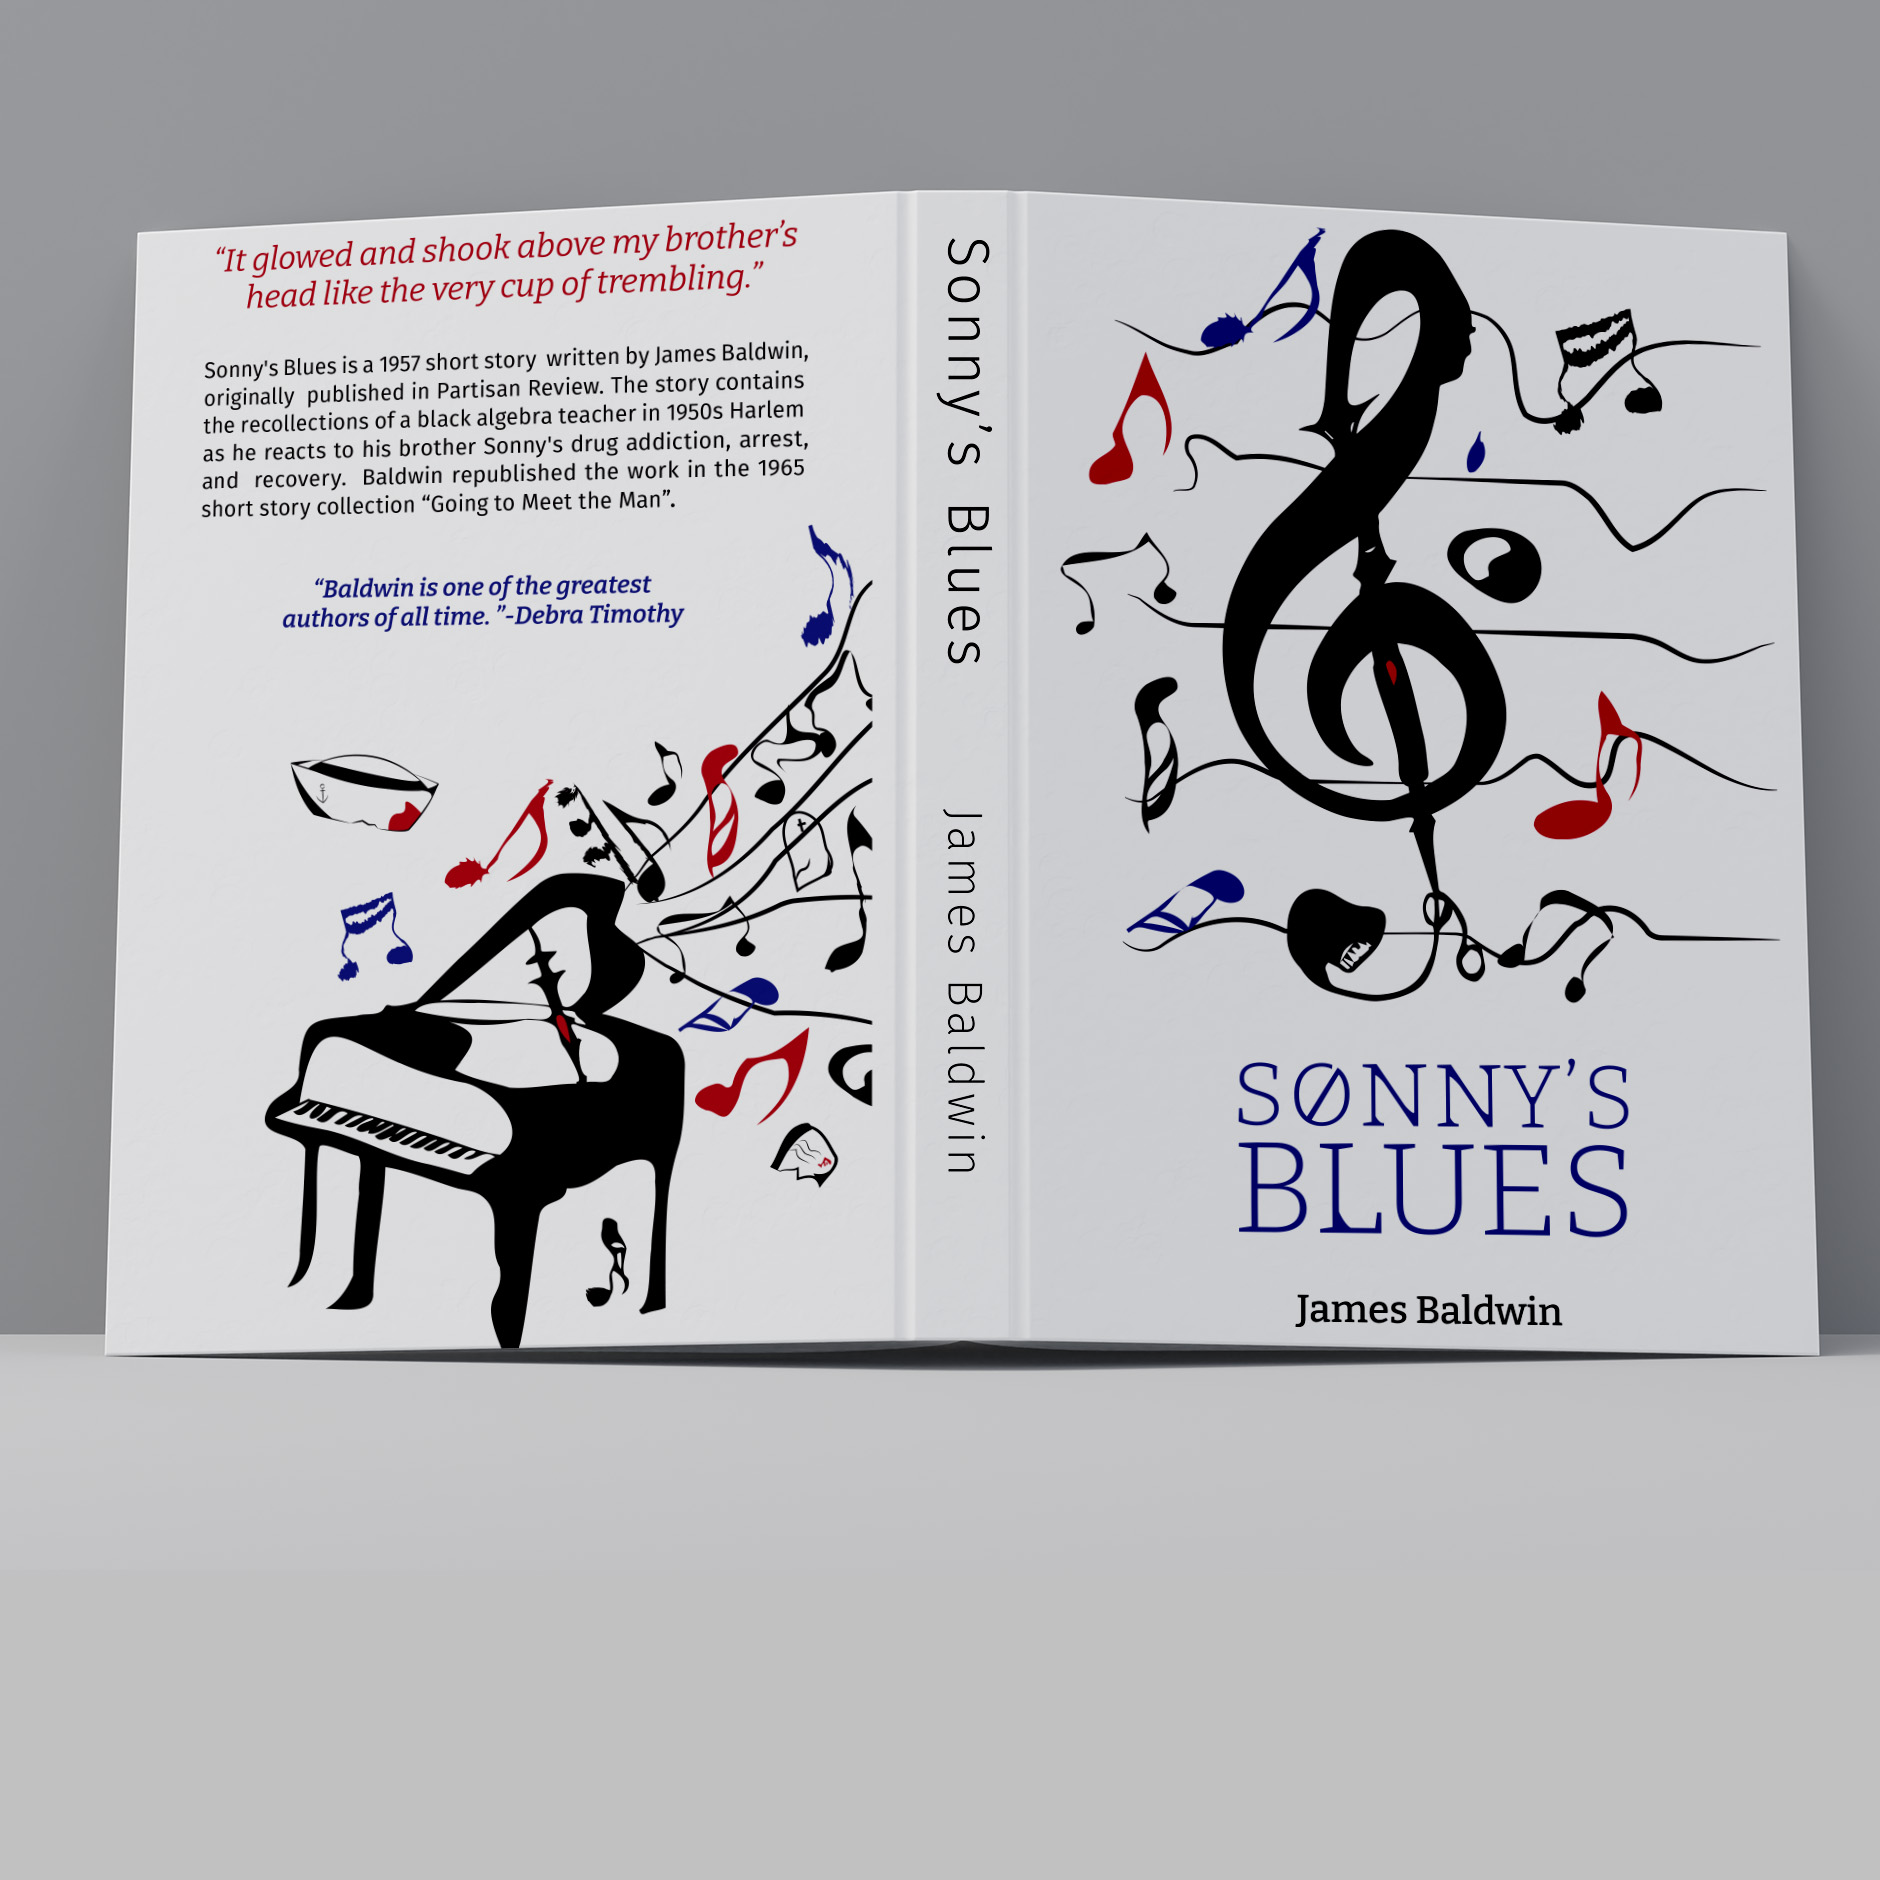 “It glowed and shook above my brother’s
head like the very cup of trembling.”
Sonny's Blues is a 1957 short story written by James Baldwin,
originally published in Partisan Review. The story contains
the recollections of a black algebra teacher in 1950s Harlem
as he reacts to his brother Sonny's drug addiction, arrest,
and recovery. Baldwin republished the work in the 1965
short story collection “Going to Meet the Man”.
“Baldwin is one of the greatest
authors of all time. ”-Debra Timothy
Sonny’s Blues
James Baldwin
SØNNY’S
BLUES
James Baldwin